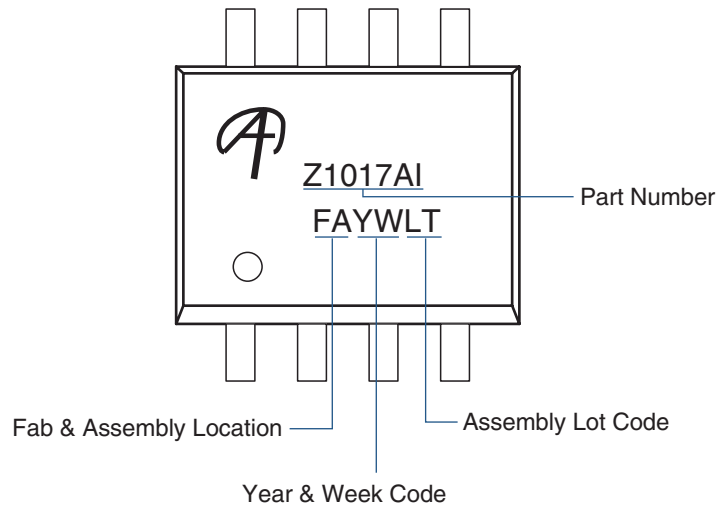 Z1017AI
Part Number
FAYWLT
Fab & Assembly Location
Assembly Lot Code
Year & Week Code